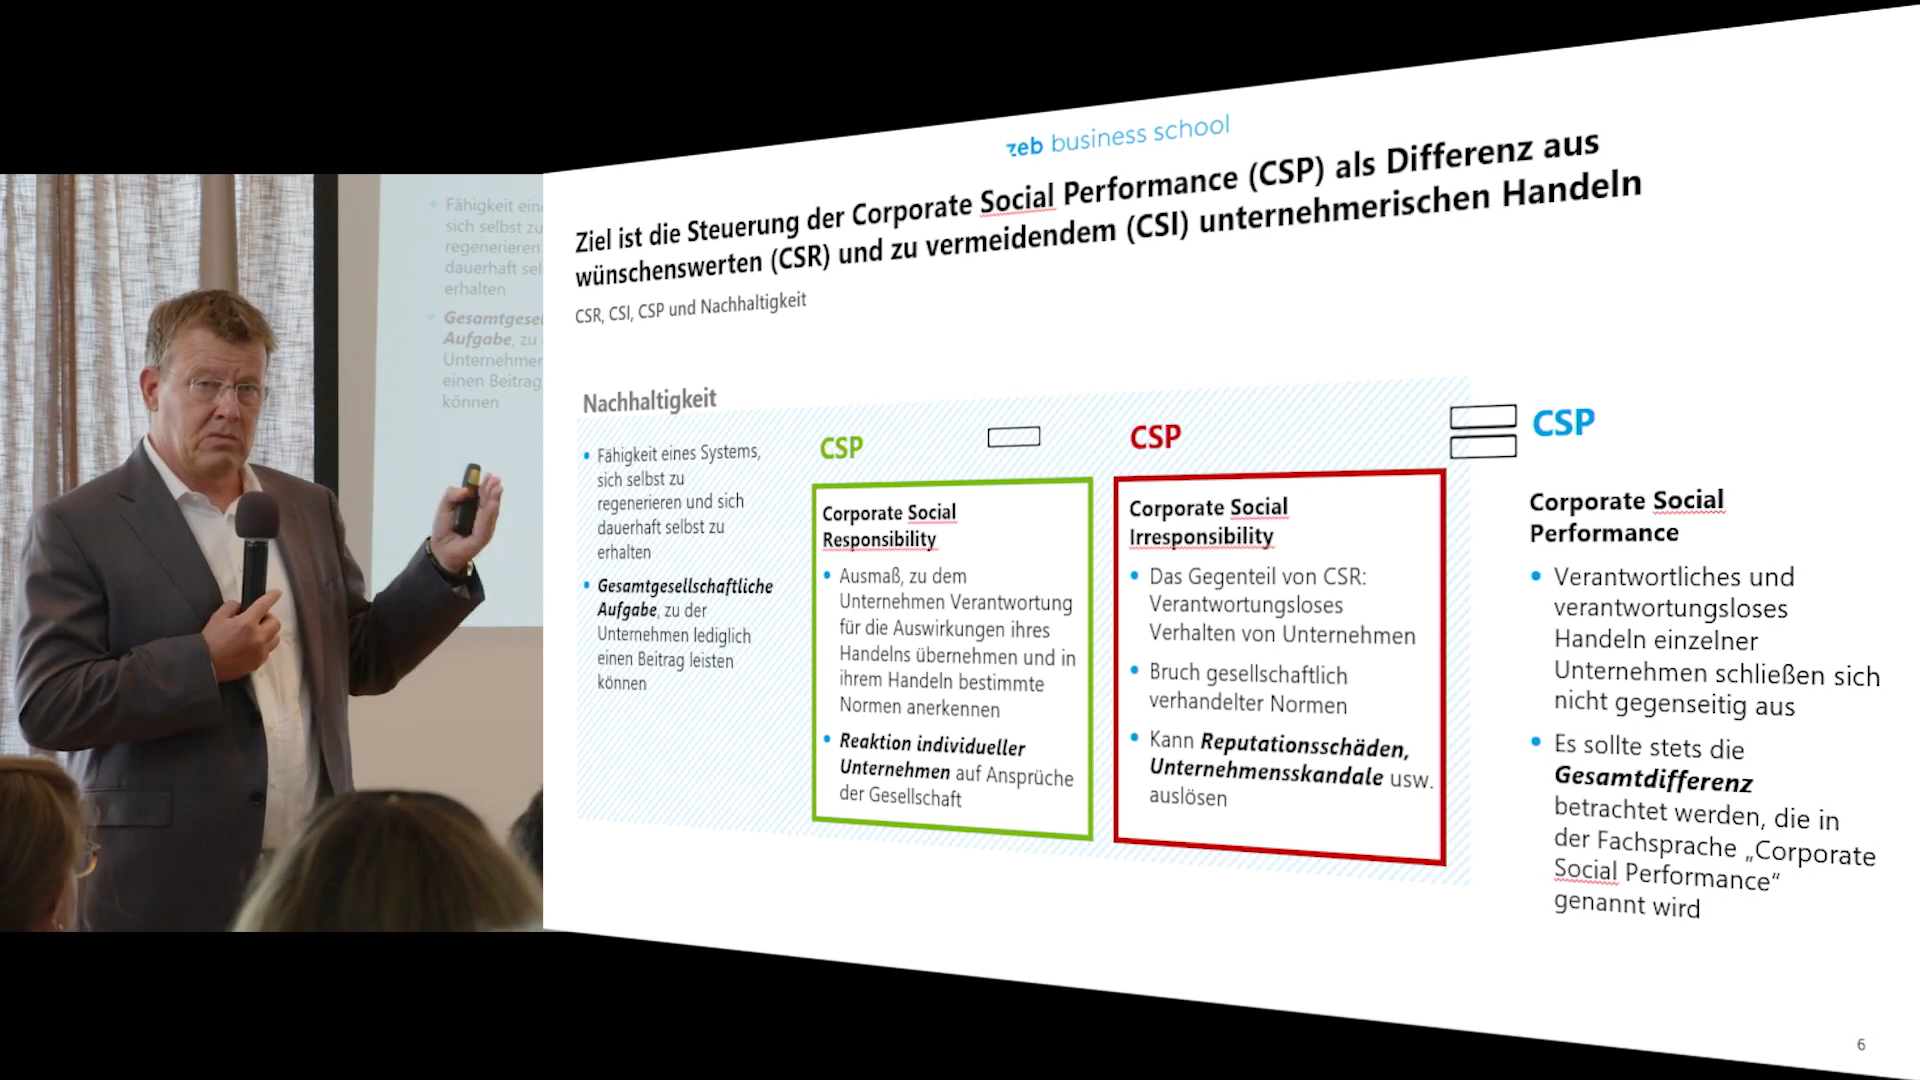 Fähigkeit ein
sich selbst zu
regenerieren
dauerhaft sel
erhalten
Gesamtgesel
Aufgabe, zu
Unternehmer
einen Beitrag
können
zeb business school
Ziel ist die Steuerung der Corporate Social Performance (CSP) als Differenz aus
wünschenswerten (CSR) und zu vermeidendem (CSI) unternehmerischen Handeln
CSR, CSI, CSP und Nachhaltigkeit
Nachhaltigkeit
• Fähigkeit eines Systems,
sich selbst zu
regenerieren und sich
dauerhaft selbst zu
erhalten
• Gesamtgesellschaftliche
Aufgabe, zu der
Unternehmen lediglich
einen Beitrag leisten
können
CSP
Corporate Social
Responsibility
• Ausmaß, zu dem
Unternehmen Verantwortung
für die Auswirkungen ihres
Handelns übernehmen und in
ihrem Handeln bestimmte
Normen anerkennen
• Reaktion individueller
Unternehmen auf Ansprüche
der Gesellschaft
CSP
Corporate Social
Irresponsibility
• Das Gegenteil von CSR:
Verantwortungsloses
Verhalten von Unternehmen
• Bruch gesellschaftlich
verhandelter Normen
• Kann Reputationsschäden,
Unternehmensskandale usw.
auslösen
CSP
Corporate Social
Performance
• Verantwortliches und
verantwortungsloses
Handeln einzelner
Unternehmen schließen sich
nicht gegenseitig aus
• Es sollte stets die
Gesamtdifferenz
betrachtet werden, die in
der Fachsprache „Corporate
Social Performance“
genannt wird
6